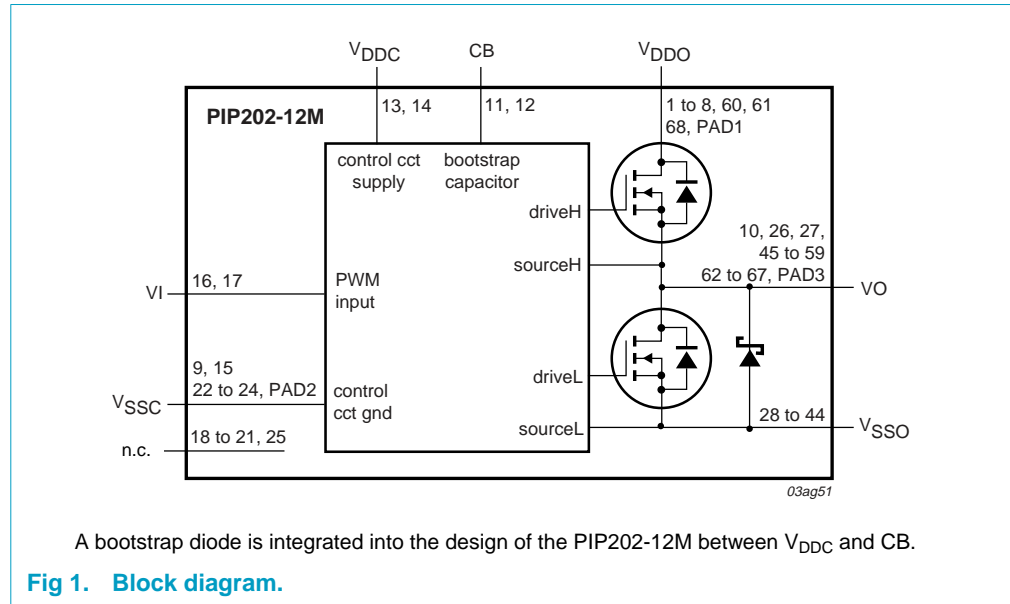 VDDC
CB
VDDO
PIP202-12M
13, 14
11, 12
1 to 8, 60, 61
68, PAD1
control cct
supply
bootstrap
capacitor
driveH
10, 26, 27,
45 to 59
62 to 67, PAD3
sourceH
VI
16, 17
PWM
input
VO
9, 15
22 to 24, PAD2
VSSC
control
cct gnd
driveL
sourceL
28 to 44
VSSO
n.c.
18 to 21, 25
03ag51
A bootstrap diode is integrated into the design of the PIP202-12M between VDDC and CB.
Fig 1. Block diagram.